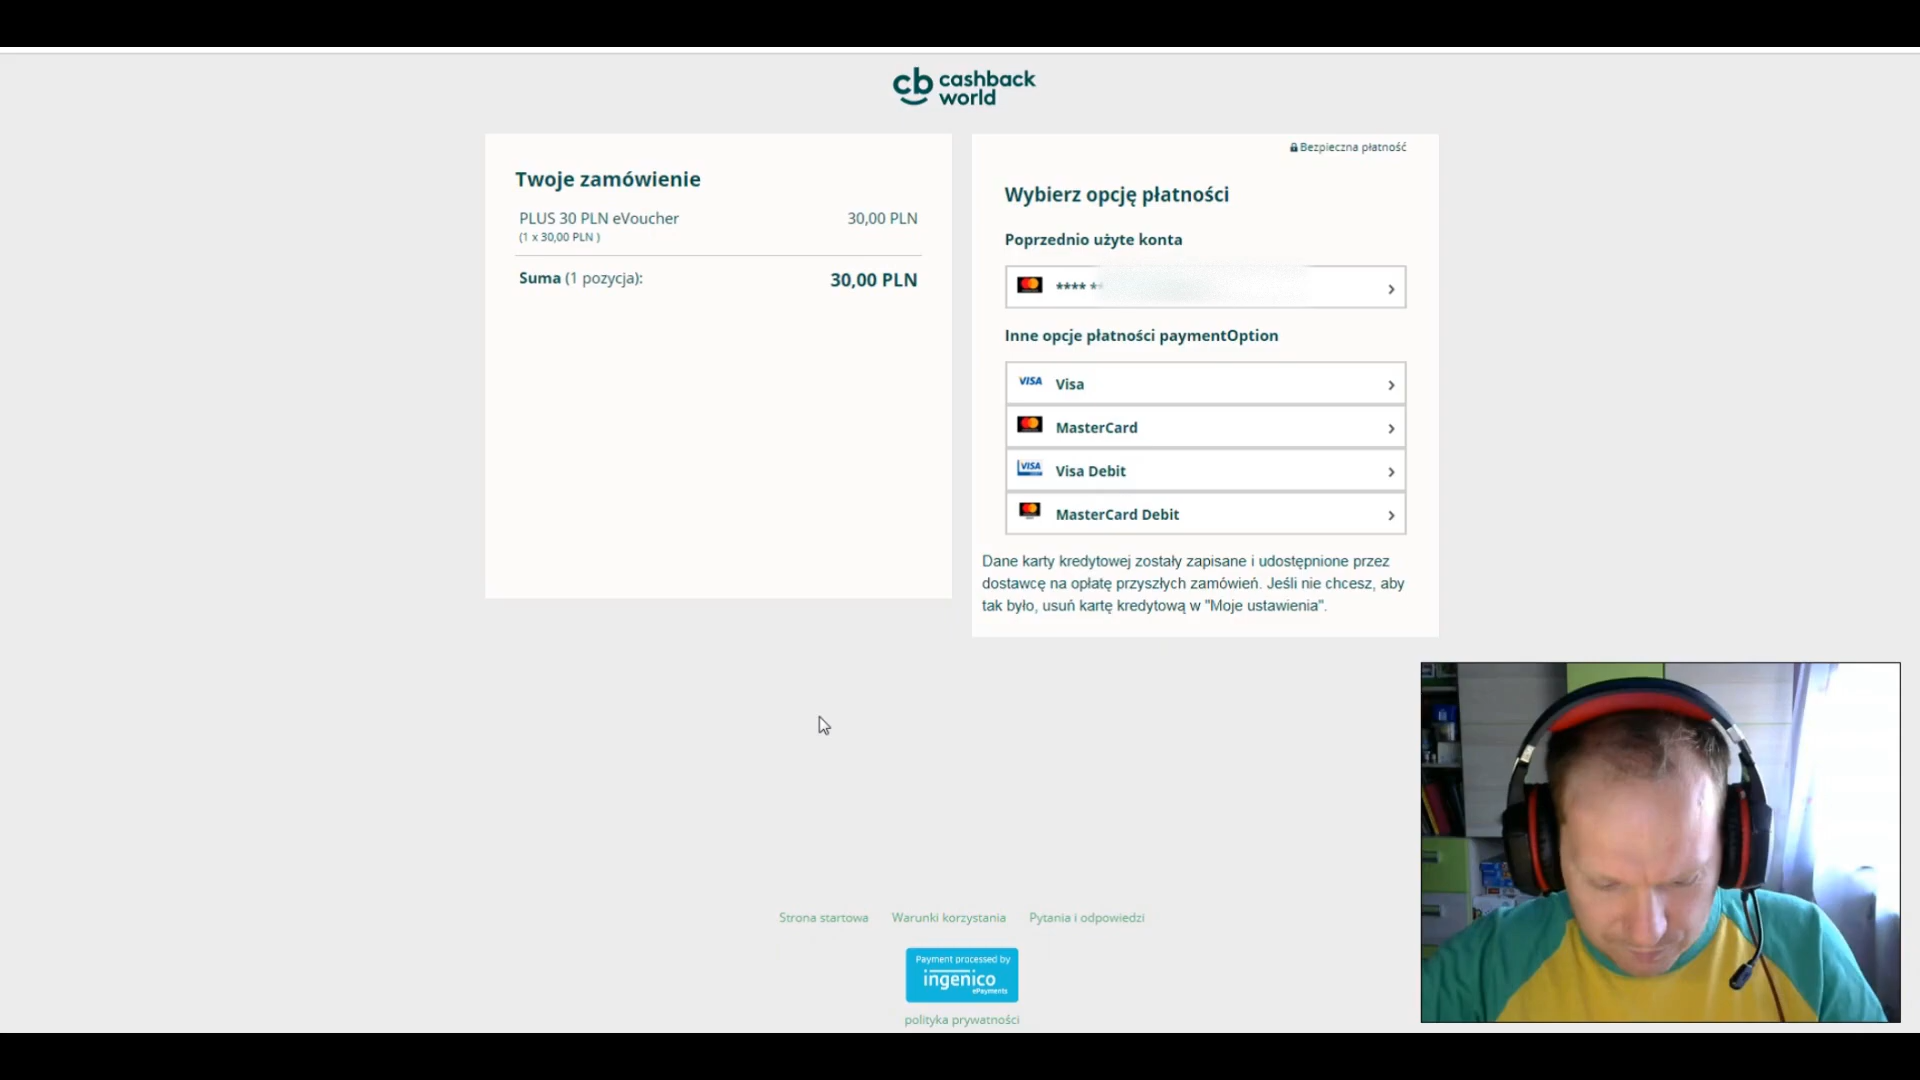 cb cashback
world
Twoje zamówienie
PLUS 30 PLN eVoucher 30,00 PLN
(1 x 30,00 PLN )
Suma (1 pozycja): 30,00 PLN
Bezpieczna płatność
Wybierz opcję płatności
Poprzednio użyte konta
**** **
Inne opcje płatności paymentOption
VISA Visa
MasterCard
VISA Visa Debit
MasterCard Debit
Dane karty kredytowej zostały zapisane i udostępnione przez
dostawcę na opłatę przyszłych zamówień. Jeśli nie chcesz, aby
tak było, usuń kartę kredytową w "Moje ustawienia".
Strona startowa Warunki korzystania Pytania i odpowiedzi
Payment processed by
ingenico
ePayments
polityka prywatności